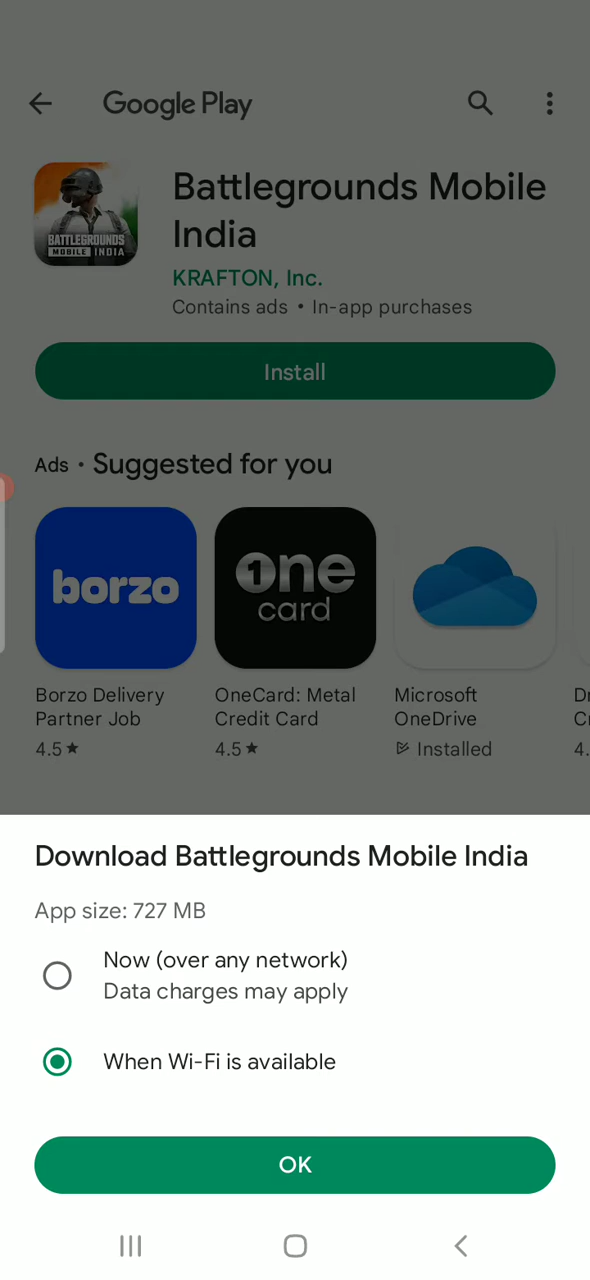 Google Play
Battlegrounds Mobile
India
BATTLEGROUNDS
MOBILE INDIA
KRAFTON, Inc.
Contains ads • In-app purchases
Install
Ads • Suggested for you
borzo
one
card
Borzo Delivery
Partner Job
4.5★
OneCard: Metal
Credit Card
4.5★
Microsoft
OneDrive
Installed
4.
Download Battlegrounds Mobile India
App size: 727 MB
Now (over any network)
Data charges may apply
When Wi-Fi is available
OK